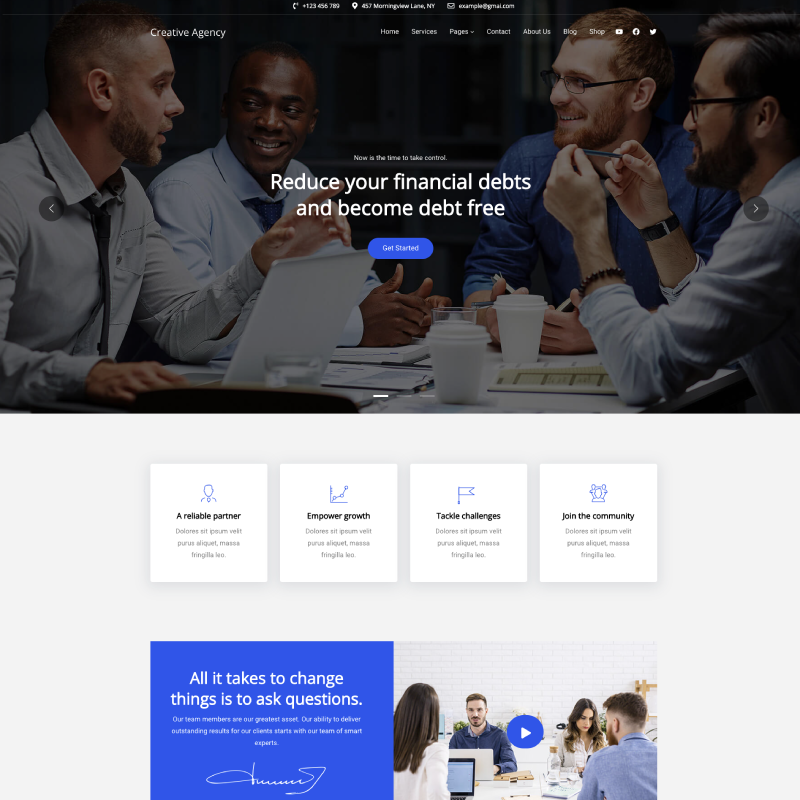 +123 456 789 457 Morningview Lane, NY example@gmai.com
Creative Agency Home Services Pages Contact About Us Blog Shop
Now is the time to take control.
Reduce your financial debts
and become debt free
Get Started
A reliable partner
Dolores sit ipsum velit
purus aliquet, massa
fringilla leo.
Empower growth
Dolores sit ipsum velit
purus aliquet, massa
fringilla leo.
Tackle challenges
Dolores sit ipsum velit
purus aliquet, massa
fringilla leo.
Join the community
Dolores sit ipsum velit
purus aliquet, massa
fringilla leo.
All it takes to change
things is to ask questions.
Our team members are our greatest asset. Our ability to deliver
outstanding results for our clients starts with our team of smart
experts.